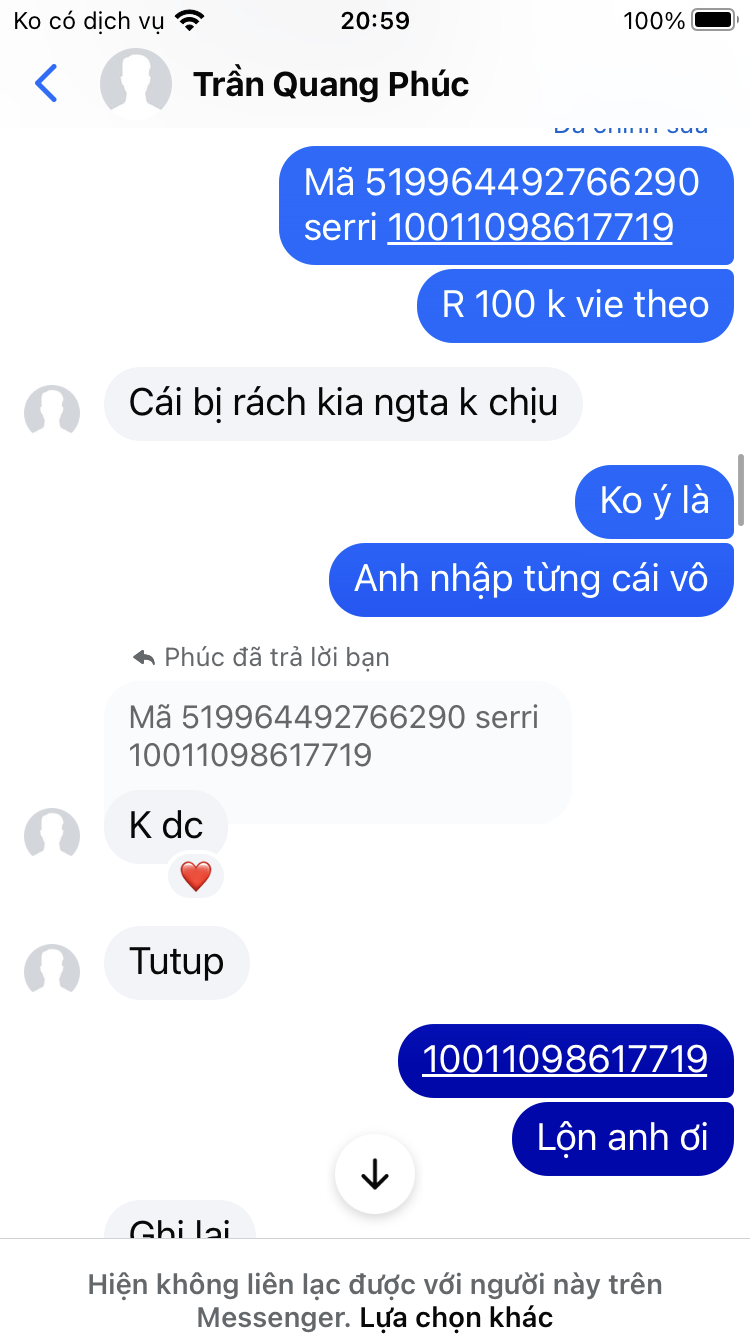 Ko có dịch vụ 20:59 100%
Trần Quang Phúc
Mã 519964492766290
serri 10011098617719
R 100 k vie theo
Cái bị rách kia ngta k chịu
Ko ý là
Anh nhập từng cái vô
Phúc đã trả lời bạn
Mã 519964492766290 serri
10011098617719
K dc
Tutup
10011098617719
Lộn anh ơi
Hiện không liên lạc được với người này trên
Messenger. Lựa chọn khác